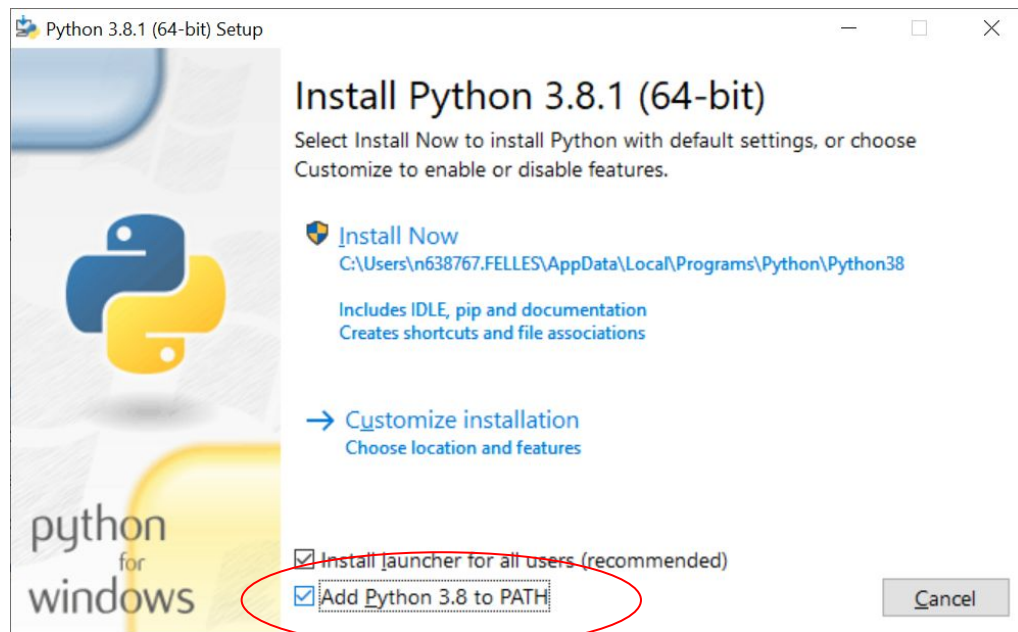 Python 3.8.1 (64-bit) Setup
Install Python 3.8.1 (64-bit)
Select Install Now to install Python with default settings, or choose
Customize to enable or disable features.
Install Now
C:\Users\n638767.FELLES\AppData\Local\Programs\Python\Python38
Includes IDLE, pip and documentation
Creates shortcuts and file associations
Customize installation
Choose location and features
python
for
windows
Install launcher for all users (recommended)
Add Python 3.8 to PATH
Cancel